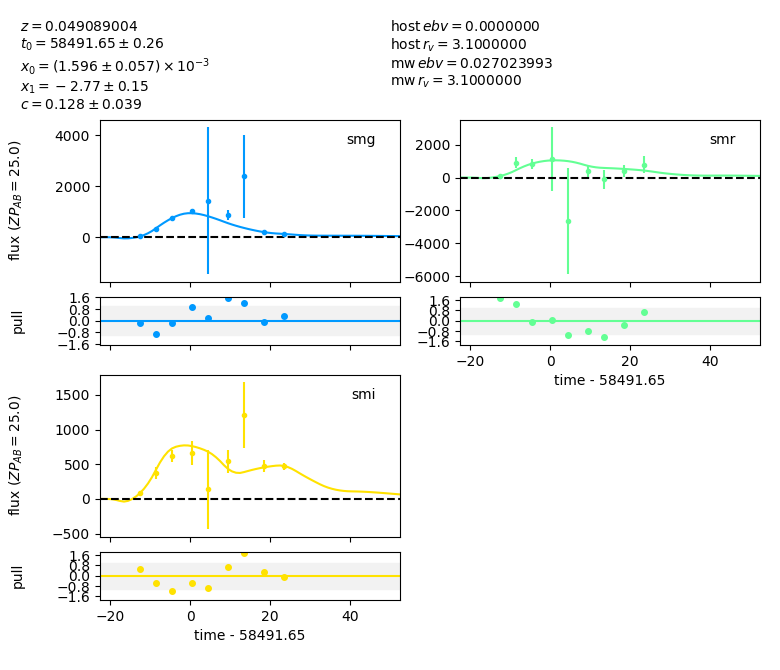 z = 0.049089004
t₀ = 58491.65 ± 0.26
x₀ = (1.596 ± 0.057) × 10⁻³
x₁ = −2.77 ± 0.15
c = 0.128 ± 0.039
host ebv = 0.0000000
host r_v = 3.1000000
mw ebv = 0.027023993
mw r_v = 3.1000000
flux (ZP_AB = 25.0)
4000
2000
0
smg
2000
0
−2000
−4000
−6000
smr
pull
1.6
0.8
0.0
−0.8
−1.6
1.6
0.8
0.0
−0.8
−1.6
−20
0
20
40
time - 58491.65
flux (ZP_AB = 25.0)
1500
1000
500
0
−500
smi
pull
1.6
0.8
0.0
−0.8
−1.6
−20
0
20
40
time - 58491.65